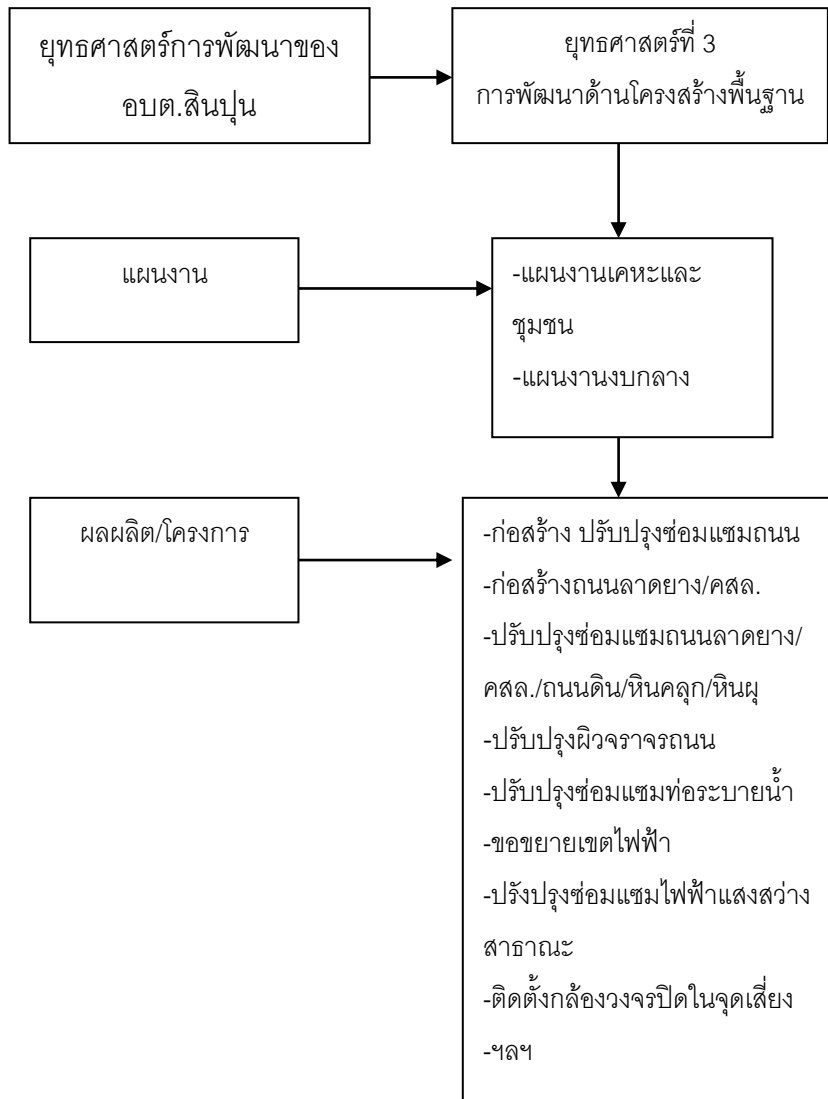 ยุทธศาสตร์การพัฒนาของ
อบต.สินปุน
ยุทธศาสตร์ที่ 3
การพัฒนาด้านโครงสร้างพื้นฐาน
แผนงาน
-แผนงานเคหะและ
ชุมชน
-แผนงานงบกลาง
ผลผลิต/โครงการ
-ก่อสร้าง ปรับปรุงซ่อมแซมถนน
-ก่อสร้างถนนลาดยาง/คสล.
-ปรับปรุงซ่อมแซมถนนลาดยาง/
คสล./ถนนดิน/หินคลุก/หินผุ
-ปรับปรุงผิวจราจรถนน
-ปรับปรุงซ่อมแซมท่อระบายน้ำ
-ขอขยายเขตไฟฟ้า
-ปรังปรุงซ่อมแซมไฟฟ้าแสงสว่าง
สาธาณะ
-ติดตั้งกล้องวงจรปิดในจุดเสี่ยง
-ฯลฯ